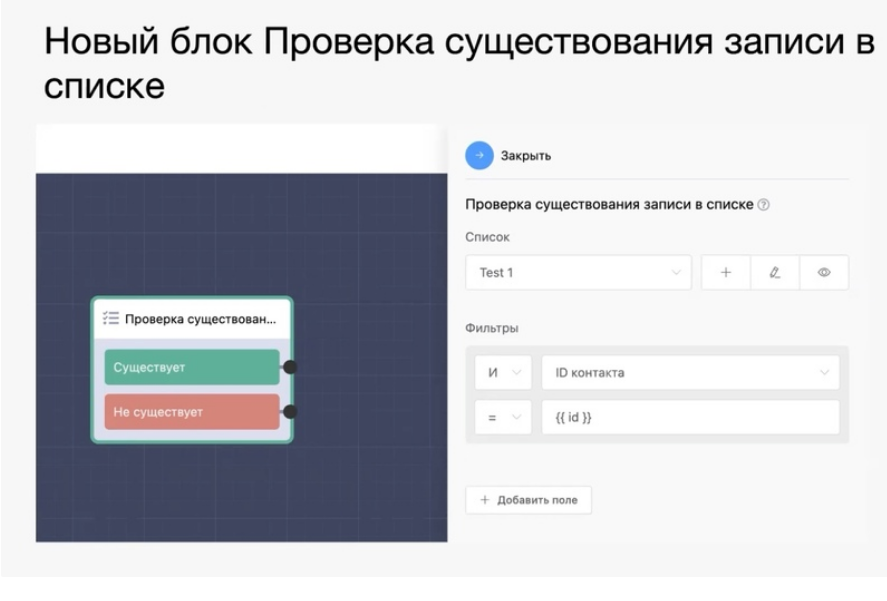 Новый блок Проверка существования записи в
списке
Закрыть
Проверка существования записи в списке
Список
Test 1
Фильтры
И
ID контакта
=
{{ id }}
+ Добавить поле
Проверка существован...
Существует
Не существует